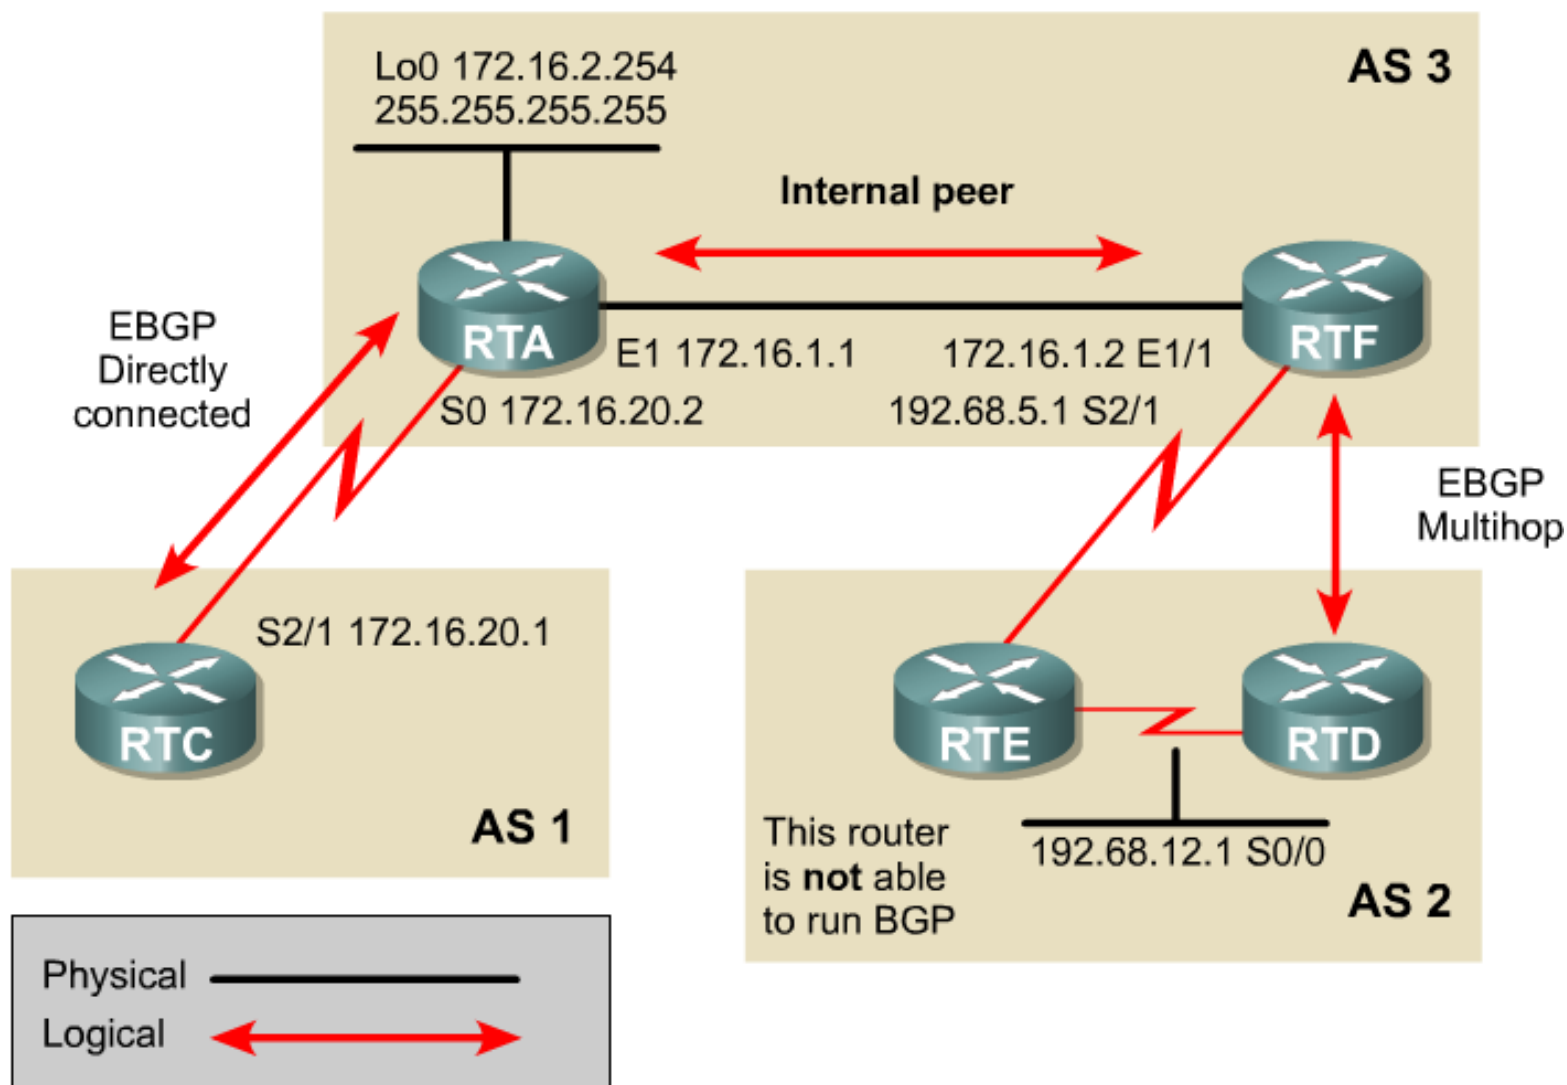 Lo0 172.16.2.254
255.255.255.255
AS 3
Internal peer
EBGP
Directly
connected
RTA
RTF
E1 172.16.1.1
172.16.1.2 E1/1
S0 172.16.20.2
192.68.5.1 S2/1
EBGP
Multihop
S2/1 172.16.20.1
RTC
AS 1
RTE
RTD
This router
is not able
to run BGP
192.68.12.1 S0/0
AS 2
Physical
Logical